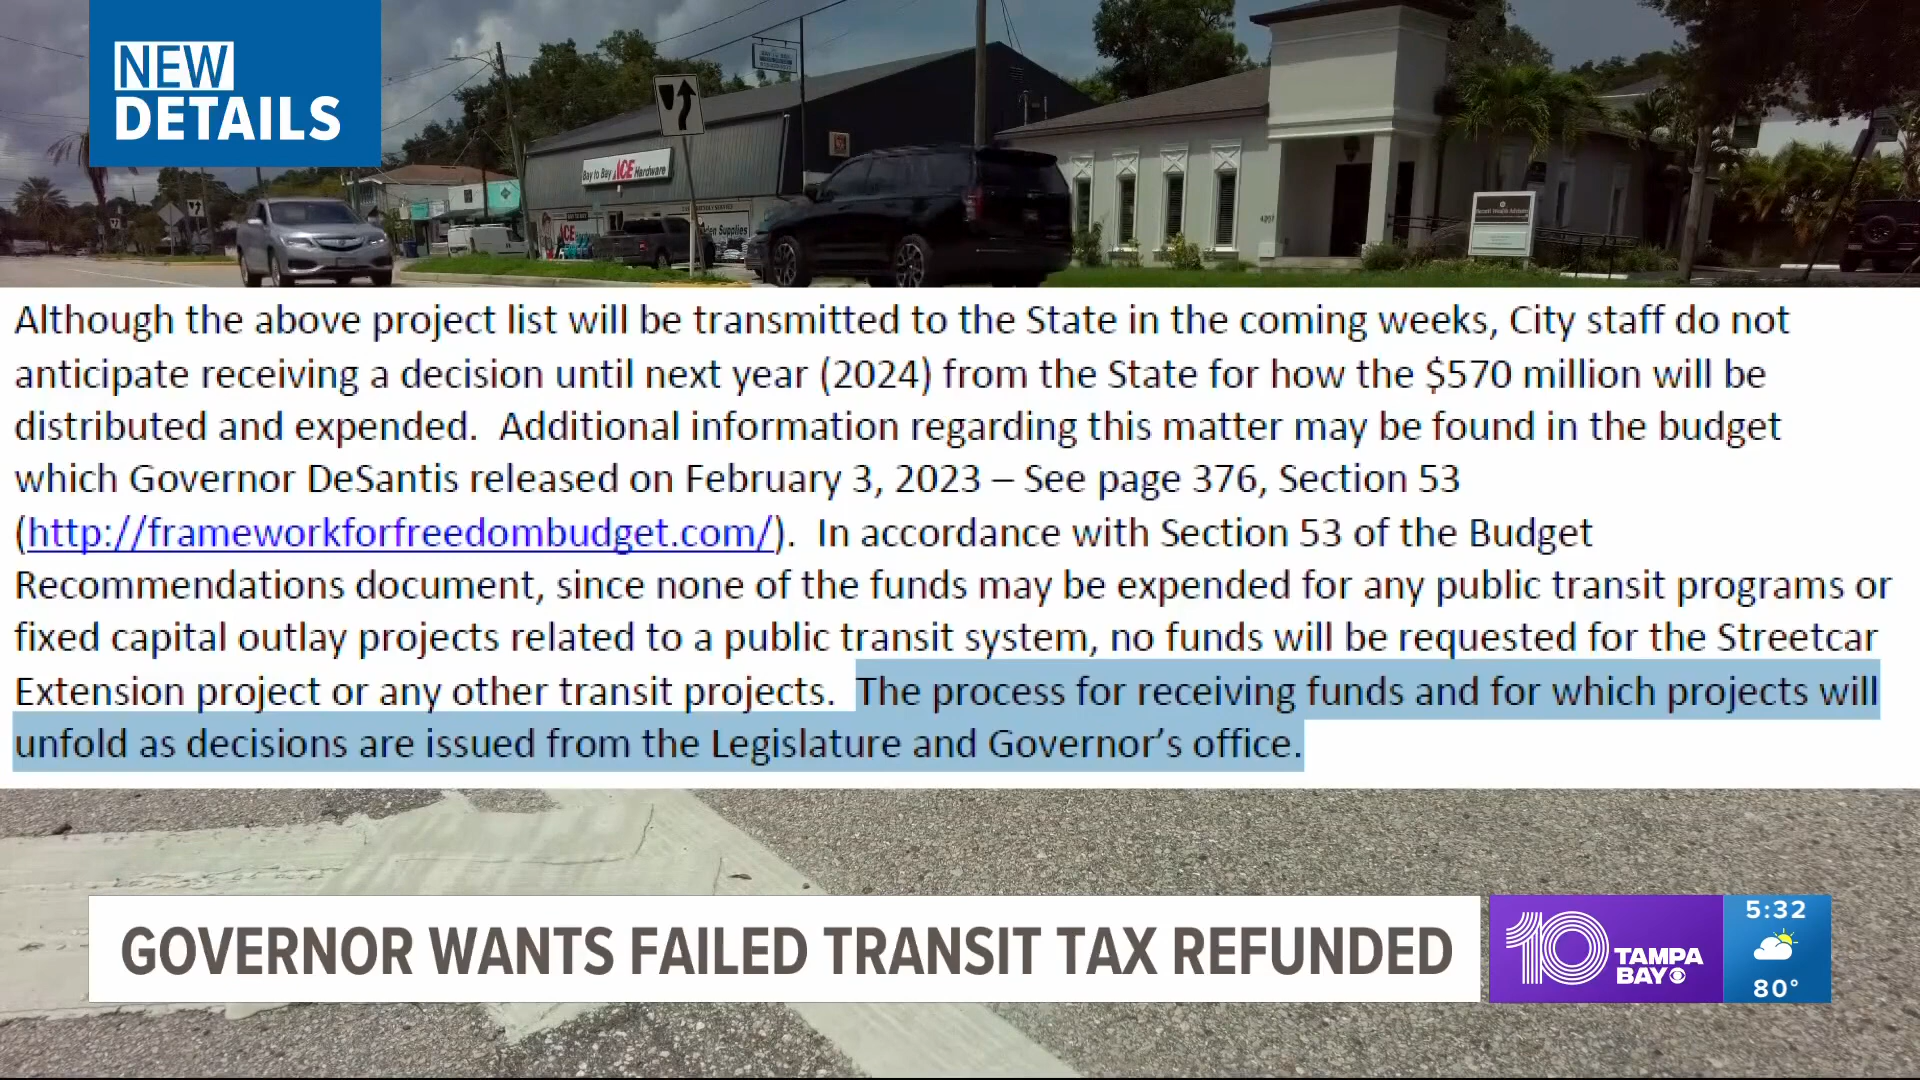 NEW
DETAILS
Bay to Bay ACE Hardware
ACE
Supplies
Although the above project list will be transmitted to the State in the coming weeks, City staff do not
anticipate receiving a decision until next year (2024) from the State for how the $570 million will be
distributed and expended.  Additional information regarding this matter may be found in the budget
which Governor DeSantis released on February 3, 2023 – See page 376, Section 53
(http://frameworkforfreedombudget.com/).  In accordance with Section 53 of the Budget
Recommendations document, since none of the funds may be expended for any public transit programs or
fixed capital outlay projects related to a public transit system, no funds will be requested for the Streetcar
Extension project or any other transit projects.  The process for receiving funds and for which projects will
unfold as decisions are issued from the Legislature and Governor’s office.
GOVERNOR WANTS FAILED TRANSIT TAX REFUNDED
10 TAMPA
BAY
5:32
80°